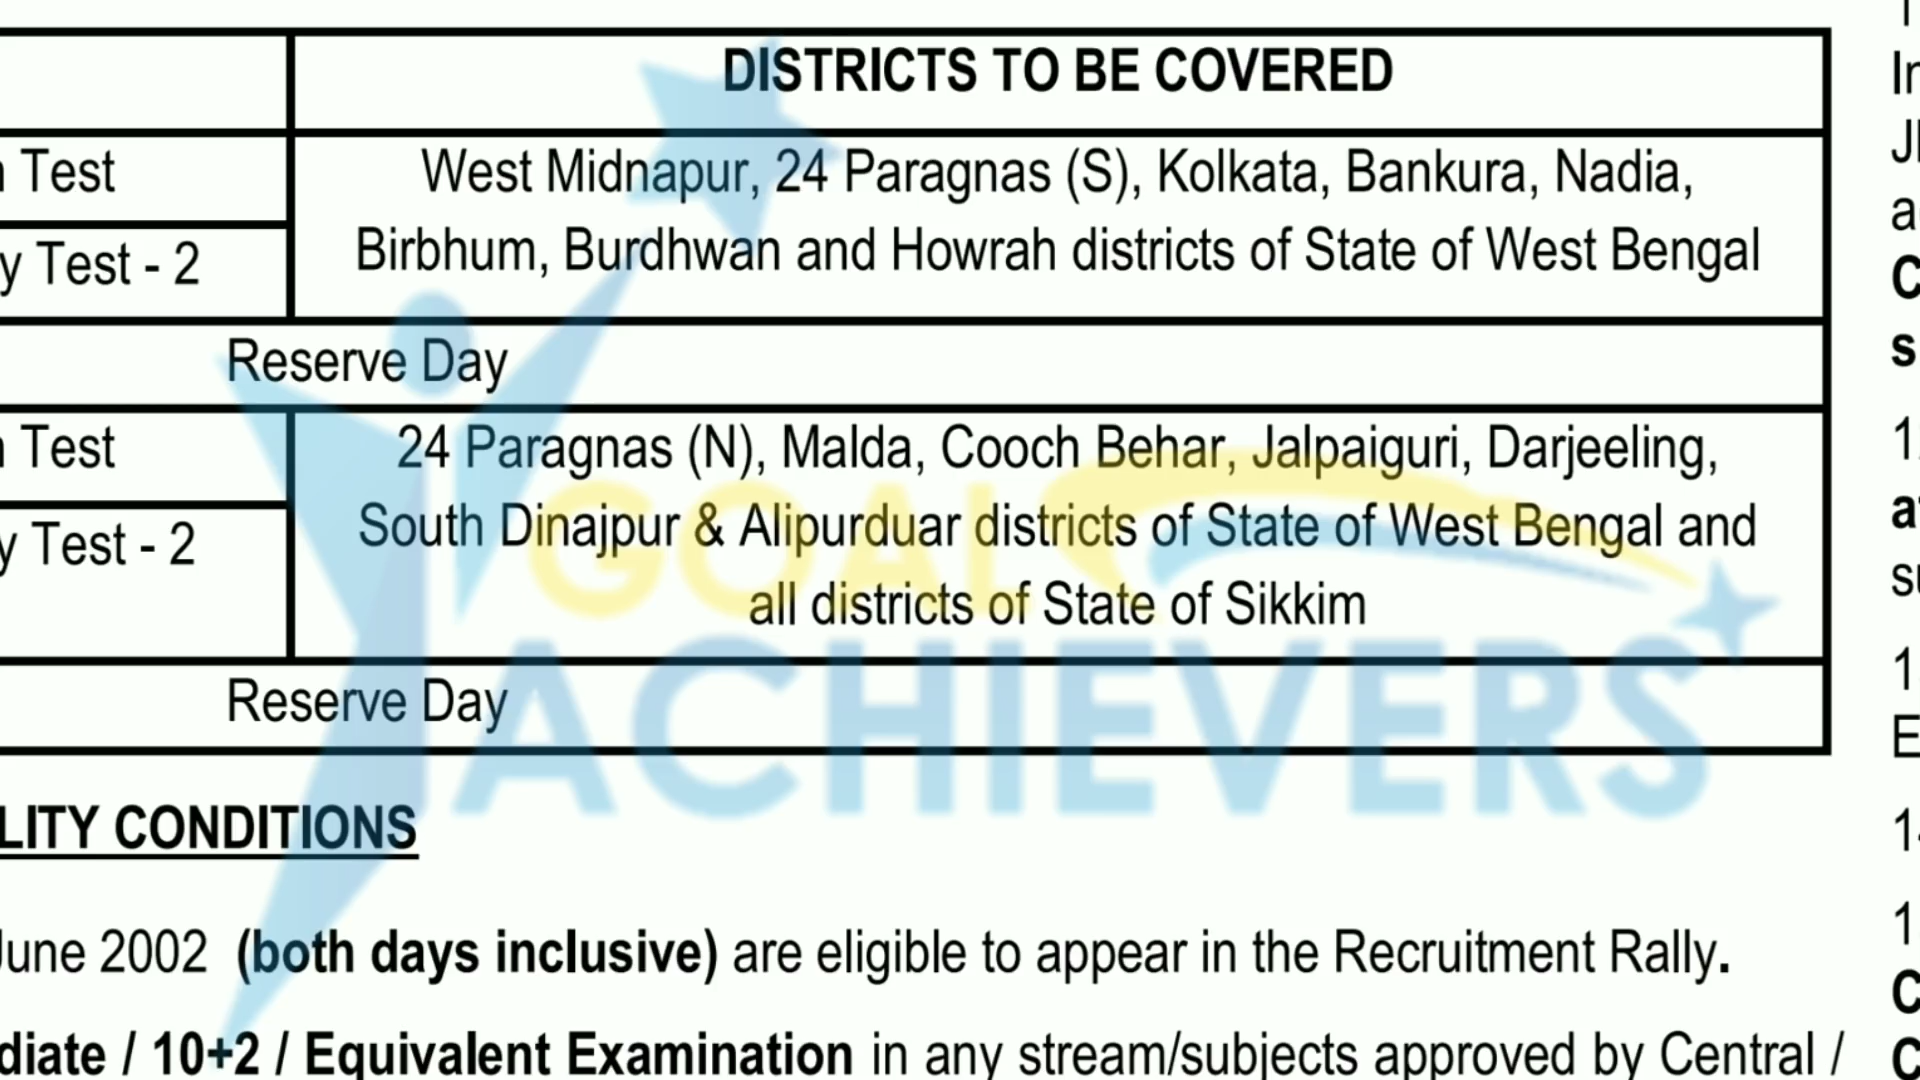 DISTRICTS TO BE COVERED
Test
West Midnapur, 24 Paragnas (S), Kolkata, Bankura, Nadia,
Birbhum, Burdhwan and Howrah districts of State of West Bengal
y Test - 2
Reserve Day
Test
24 Paragnas (N), Malda, Cooch Behar, Jalpaiguri, Darjeeling,
South Dinajpur & Alipurduar districts of State of West Bengal and
all districts of State of Sikkim
y Test - 2
Reserve Day
GOAL
ACHIEVERS
LITY CONDITIONS
June 2002 (both days inclusive) are eligible to appear in the Recruitment Rally.
diate / 10+2 / Equivalent Examination in any stream/subjects approved by Central /